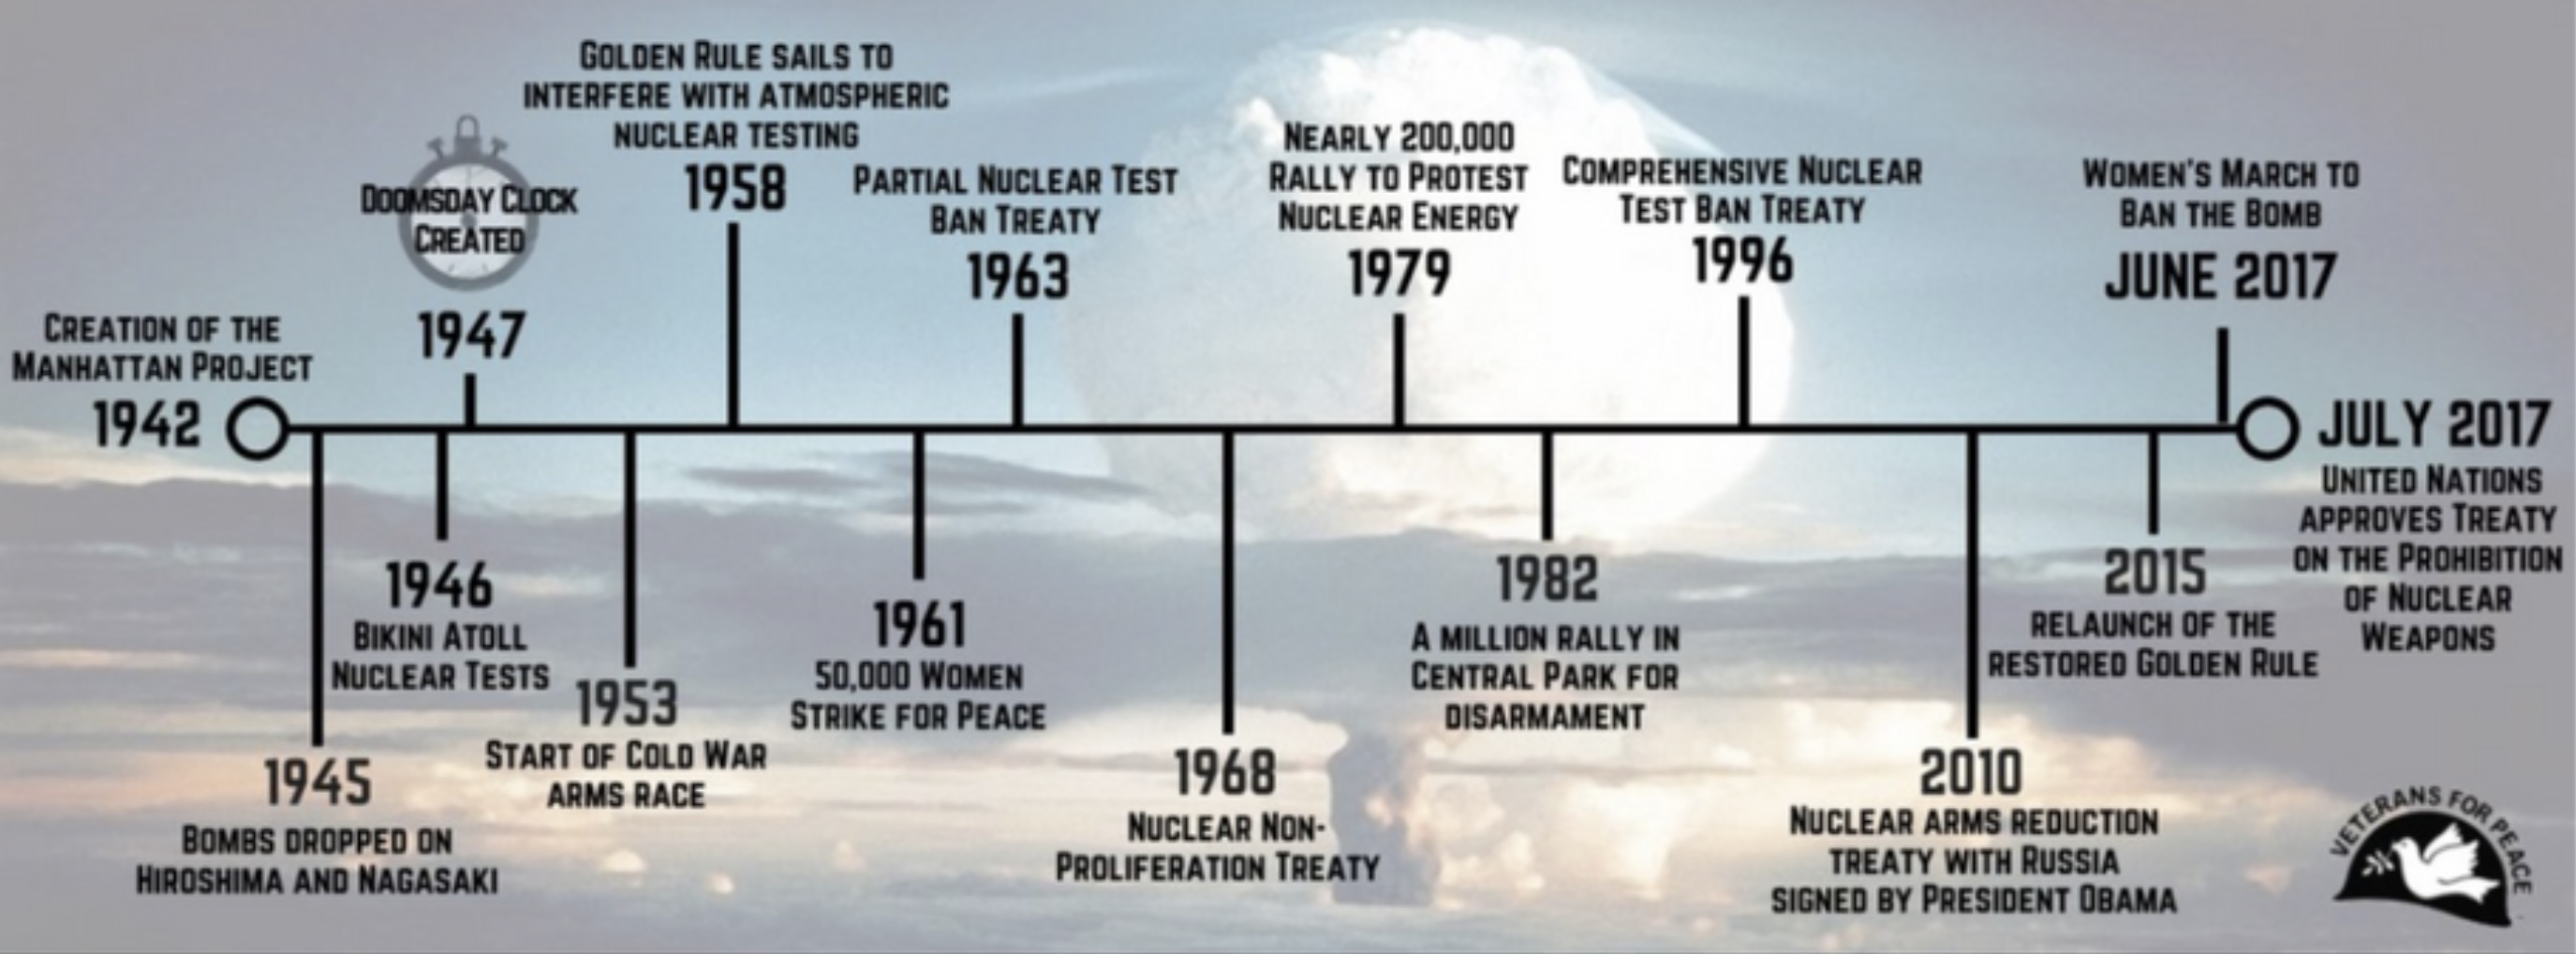 CREATION OF THE
MANHATTAN PROJECT
1942
1945
BOMBS DROPPED ON
HIROSHIMA AND NAGASAKI
1946
BIKINI ATOLL
NUCLEAR TESTS
DOOMSDAY CLOCK
CREATED
1947
1953
START OF COLD WAR
ARMS RACE
GOLDEN RULE SAILS TO
INTERFERE WITH ATMOSPHERIC
NUCLEAR TESTING
1958
1961
50,000 WOMEN
STRIKE FOR PEACE
PARTIAL NUCLEAR TEST
BAN TREATY
1963
1968
NUCLEAR NON-
PROLIFERATION TREATY
NEARLY 200,000
RALLY TO PROTEST
NUCLEAR ENERGY
1979
1982
A MILLION RALLY IN
CENTRAL PARK FOR
DISARMAMENT
COMPREHENSIVE NUCLEAR
TEST BAN TREATY
1996
2010
NUCLEAR ARMS REDUCTION
TREATY WITH RUSSIA
SIGNED BY PRESIDENT OBAMA
2015
RELAUNCH OF THE
RESTORED GOLDEN RULE
WOMEN'S MARCH TO
BAN THE BOMB
JUNE 2017
JULY 2017
UNITED NATIONS
APPROVES TREATY
ON THE PROHIBITION
OF NUCLEAR
WEAPONS
VETERANS FOR PEACE